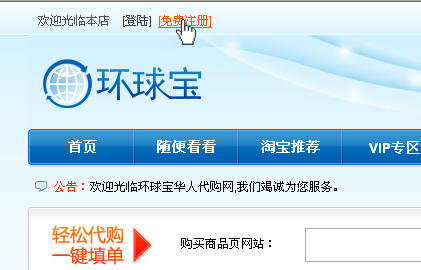 欢迎光临本店 [登陆] [免费注册]
环球宝
首页 随便看看 淘宝推荐 VIP专区
公告：欢迎光临环球宝华人代购网,我们竭诚为您服务。
轻松代购
一键填单
购买商品页网站：